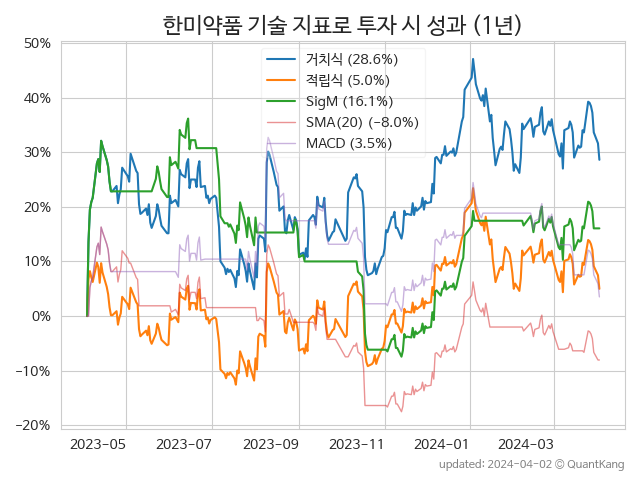 한미약품 기술 지표로 투자 시 성과 (1년)
50%
40%
30%
20%
10%
0%
−10%
−20%
거치식 (28.6%)
적립식 (5.0%)
SigM (16.1%)
SMA(20) (−8.0%)
MACD (3.5%)
2023-05 2023-07 2023-09 2023-11 2024-01 2024-03
updated: 2024-04-02 © QuantKang